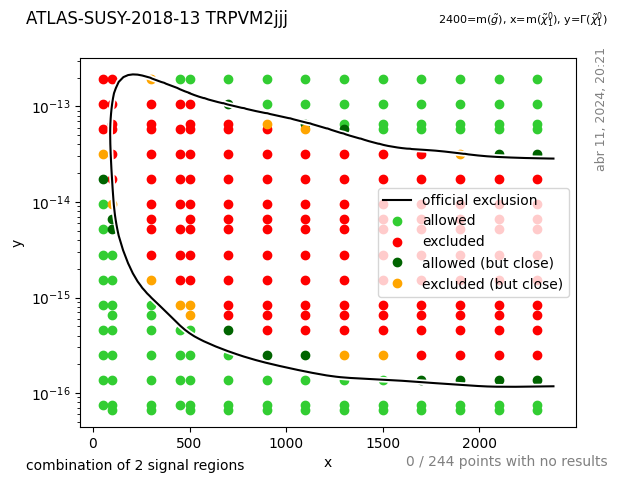 ATLAS-SUSY-2018-13 TRPVM2jjj
2400=m(g̃), x=m(χ̃₁⁰), y=Γ(χ̃₁⁰)
abr 11, 2024, 20:21
y
10⁻¹³
10⁻¹⁴
10⁻¹⁵
10⁻¹⁶
official exclusion
allowed
excluded
allowed (but close)
excluded (but close)
0 500 1000 1500 2000
x
combination of 2 signal regions
0 / 244 points with no results